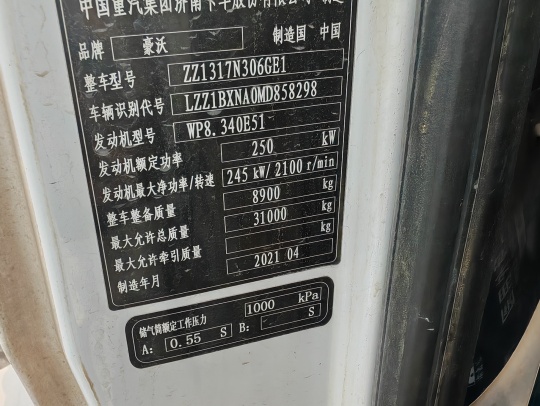 中国重汽集团济南卡车股份有限公司 制造
品牌 豪沃 制造国 中国
整车型号 ZZ1317N306GE1
车辆识别代号 LZZ1BXNA0MD858298
发动机型号 WP8.340E51
发动机额定功率 250 kW
发动机最大净功率/转速 245 kW/ 2100 r/min
整车整备质量 8900 kg
最大允许总质量 31000 kg
最大允许牵引质量 kg
制造年月 2021 04
储气筒额定工作压力 1000 kPa
A: 0.55 S B: S